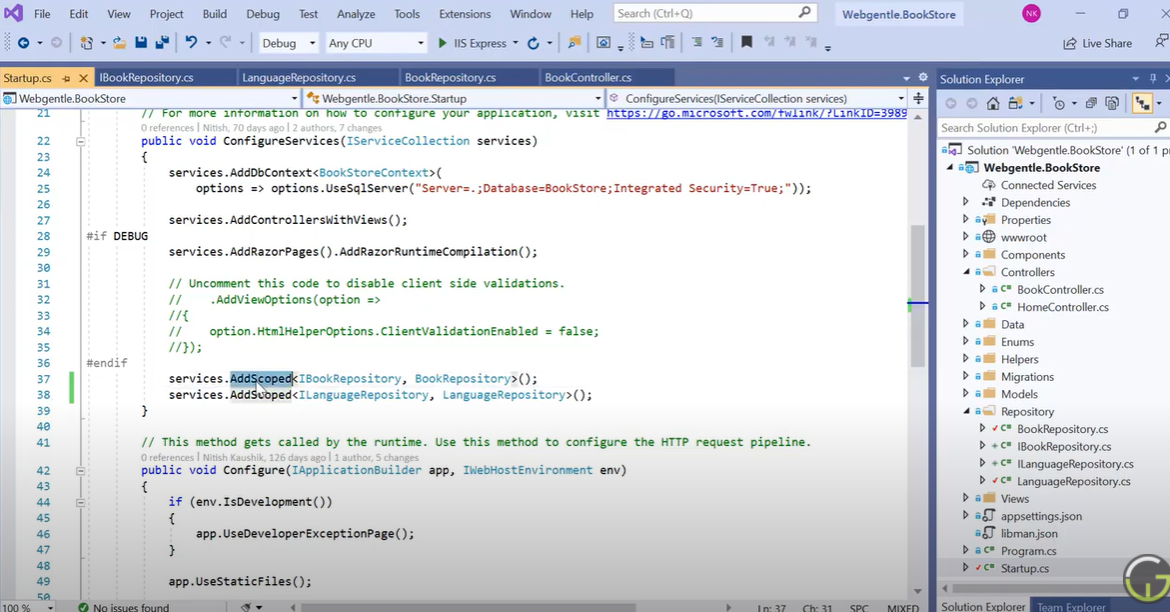 File Edit View Project Build Debug Test Analyze Tools Extensions Window Help Search (Ctrl+Q) Webgentle.BookStore NK
Debug Any CPU IIS Express Live Share
Startup.cs IBookRepository.cs LanguageRepository.cs BookRepository.cs BookController.cs
Webgentle.BookStore Webgentle.BookStore.Startup ConfigureServices(IServiceCollection services)
21 // For more information on how to configure your application, visit https://go.microsoft.com/fwlink/?LinkID=3989
0 references | Nitish, 70 days ago | 2 authors, 7 changes
22 public void ConfigureServices(IServiceCollection services)
23 {
24 services.AddDbContext<BookStoreContext>(
25 options => options.UseSqlServer("Server=.;Database=BookStore;Integrated Security=True;"));
26
27 services.AddControllersWithViews();
28 #if DEBUG
29 services.AddRazorPages().AddRazorRuntimeCompilation();
30
31 // Uncomment this code to disable client side validations.
32 // .AddViewOptions(option =>
33 //{
34 // option.HtmlHelperOptions.ClientValidationEnabled = false;
35 //});
36 #endif
37 services.AddScoped<IBookRepository, BookRepository>();
38 services.AddScoped<ILanguageRepository, LanguageRepository>();
39 }
40
41 // This method gets called by the runtime. Use this method to configure the HTTP request pipeline.
0 references | Nitish Kaushik, 126 days ago | 1 author, 5 changes
42 public void Configure(IApplicationBuilder app, IWebHostEnvironment env)
43 {
44 if (env.IsDevelopment())
45 {
46 app.UseDeveloperExceptionPage();
47 }
48
49 app.UseStaticFiles();
50
100 % No issues found Ln: 37 Ch: 31 SPC MIXED
Solution Explorer
Search Solution Explorer (Ctrl+;)
Solution 'Webgentle.BookStore' (1 of 1 p
Webgentle.BookStore
Connected Services
Dependencies
Properties
wwwroot
Components
Controllers
C# BookController.cs
C# HomeController.cs
Data
Enums
Helpers
Migrations
Models
Repository
C# BookRepository.cs
C# IBookRepository.cs
C# ILanguageRepository.cs
C# LanguageRepository.cs
Views
appsettings.json
libman.json
C# Program.cs
C# Startup.cs
Solution Explorer Team Explorer